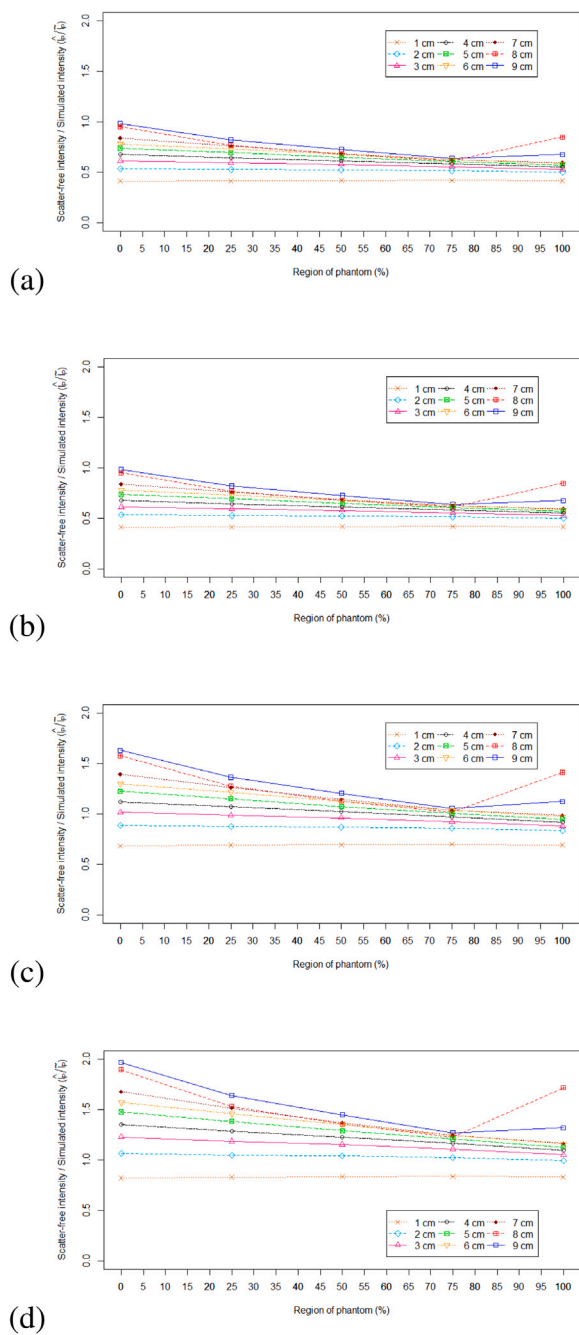 Scatter-free intensity / Simulated intensity (Îₚ/Ĩₚ)
2.0
1.5
1.0
0.5
0.0
1 cm 4 cm 7 cm
2 cm 5 cm 8 cm
3 cm 6 cm 9 cm
0 5 10 15 20 25 30 35 40 45 50 55 60 65 70 75 80 85 90 95 100
Region of phantom (%)
(a)
Scatter-free intensity / Simulated intensity (Îₚ/Ĩₚ)
2.0
1.5
1.0
0.5
0.0
1 cm 4 cm 7 cm
2 cm 5 cm 8 cm
3 cm 6 cm 9 cm
0 5 10 15 20 25 30 35 40 45 50 55 60 65 70 75 80 85 90 95 100
Region of phantom (%)
(b)
Scatter-free intensity / Simulated intensity (Îₚ/Ĩₚ)
2.0
1.5
1.0
0.5
0.0
1 cm 4 cm 7 cm
2 cm 5 cm 8 cm
3 cm 6 cm 9 cm
0 5 10 15 20 25 30 35 40 45 50 55 60 65 70 75 80 85 90 95 100
Region of phantom (%)
(c)
Scatter-free intensity / Simulated intensity (Îₚ/Ĩₚ)
2.0
1.5
1.0
0.5
0.0
1 cm 4 cm 7 cm
2 cm 5 cm 8 cm
3 cm 6 cm 9 cm
0 5 10 15 20 25 30 35 40 45 50 55 60 65 70 75 80 85 90 95 100
Region of phantom (%)
(d)